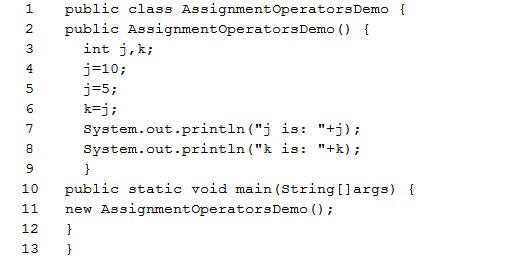 1 public class AssignmentOperatorsDemo {
2 public AssignmentOperatorsDemo() {
3 int j,k;
4 j=10;
5 j=5;
6 k=j;
7 System.out.println("j is: "+j);
8 System.out.println("k is: "+k);
9 }
10 public static void main(String[]args) {
11 new AssignmentOperatorsDemo();
12 }
13 }